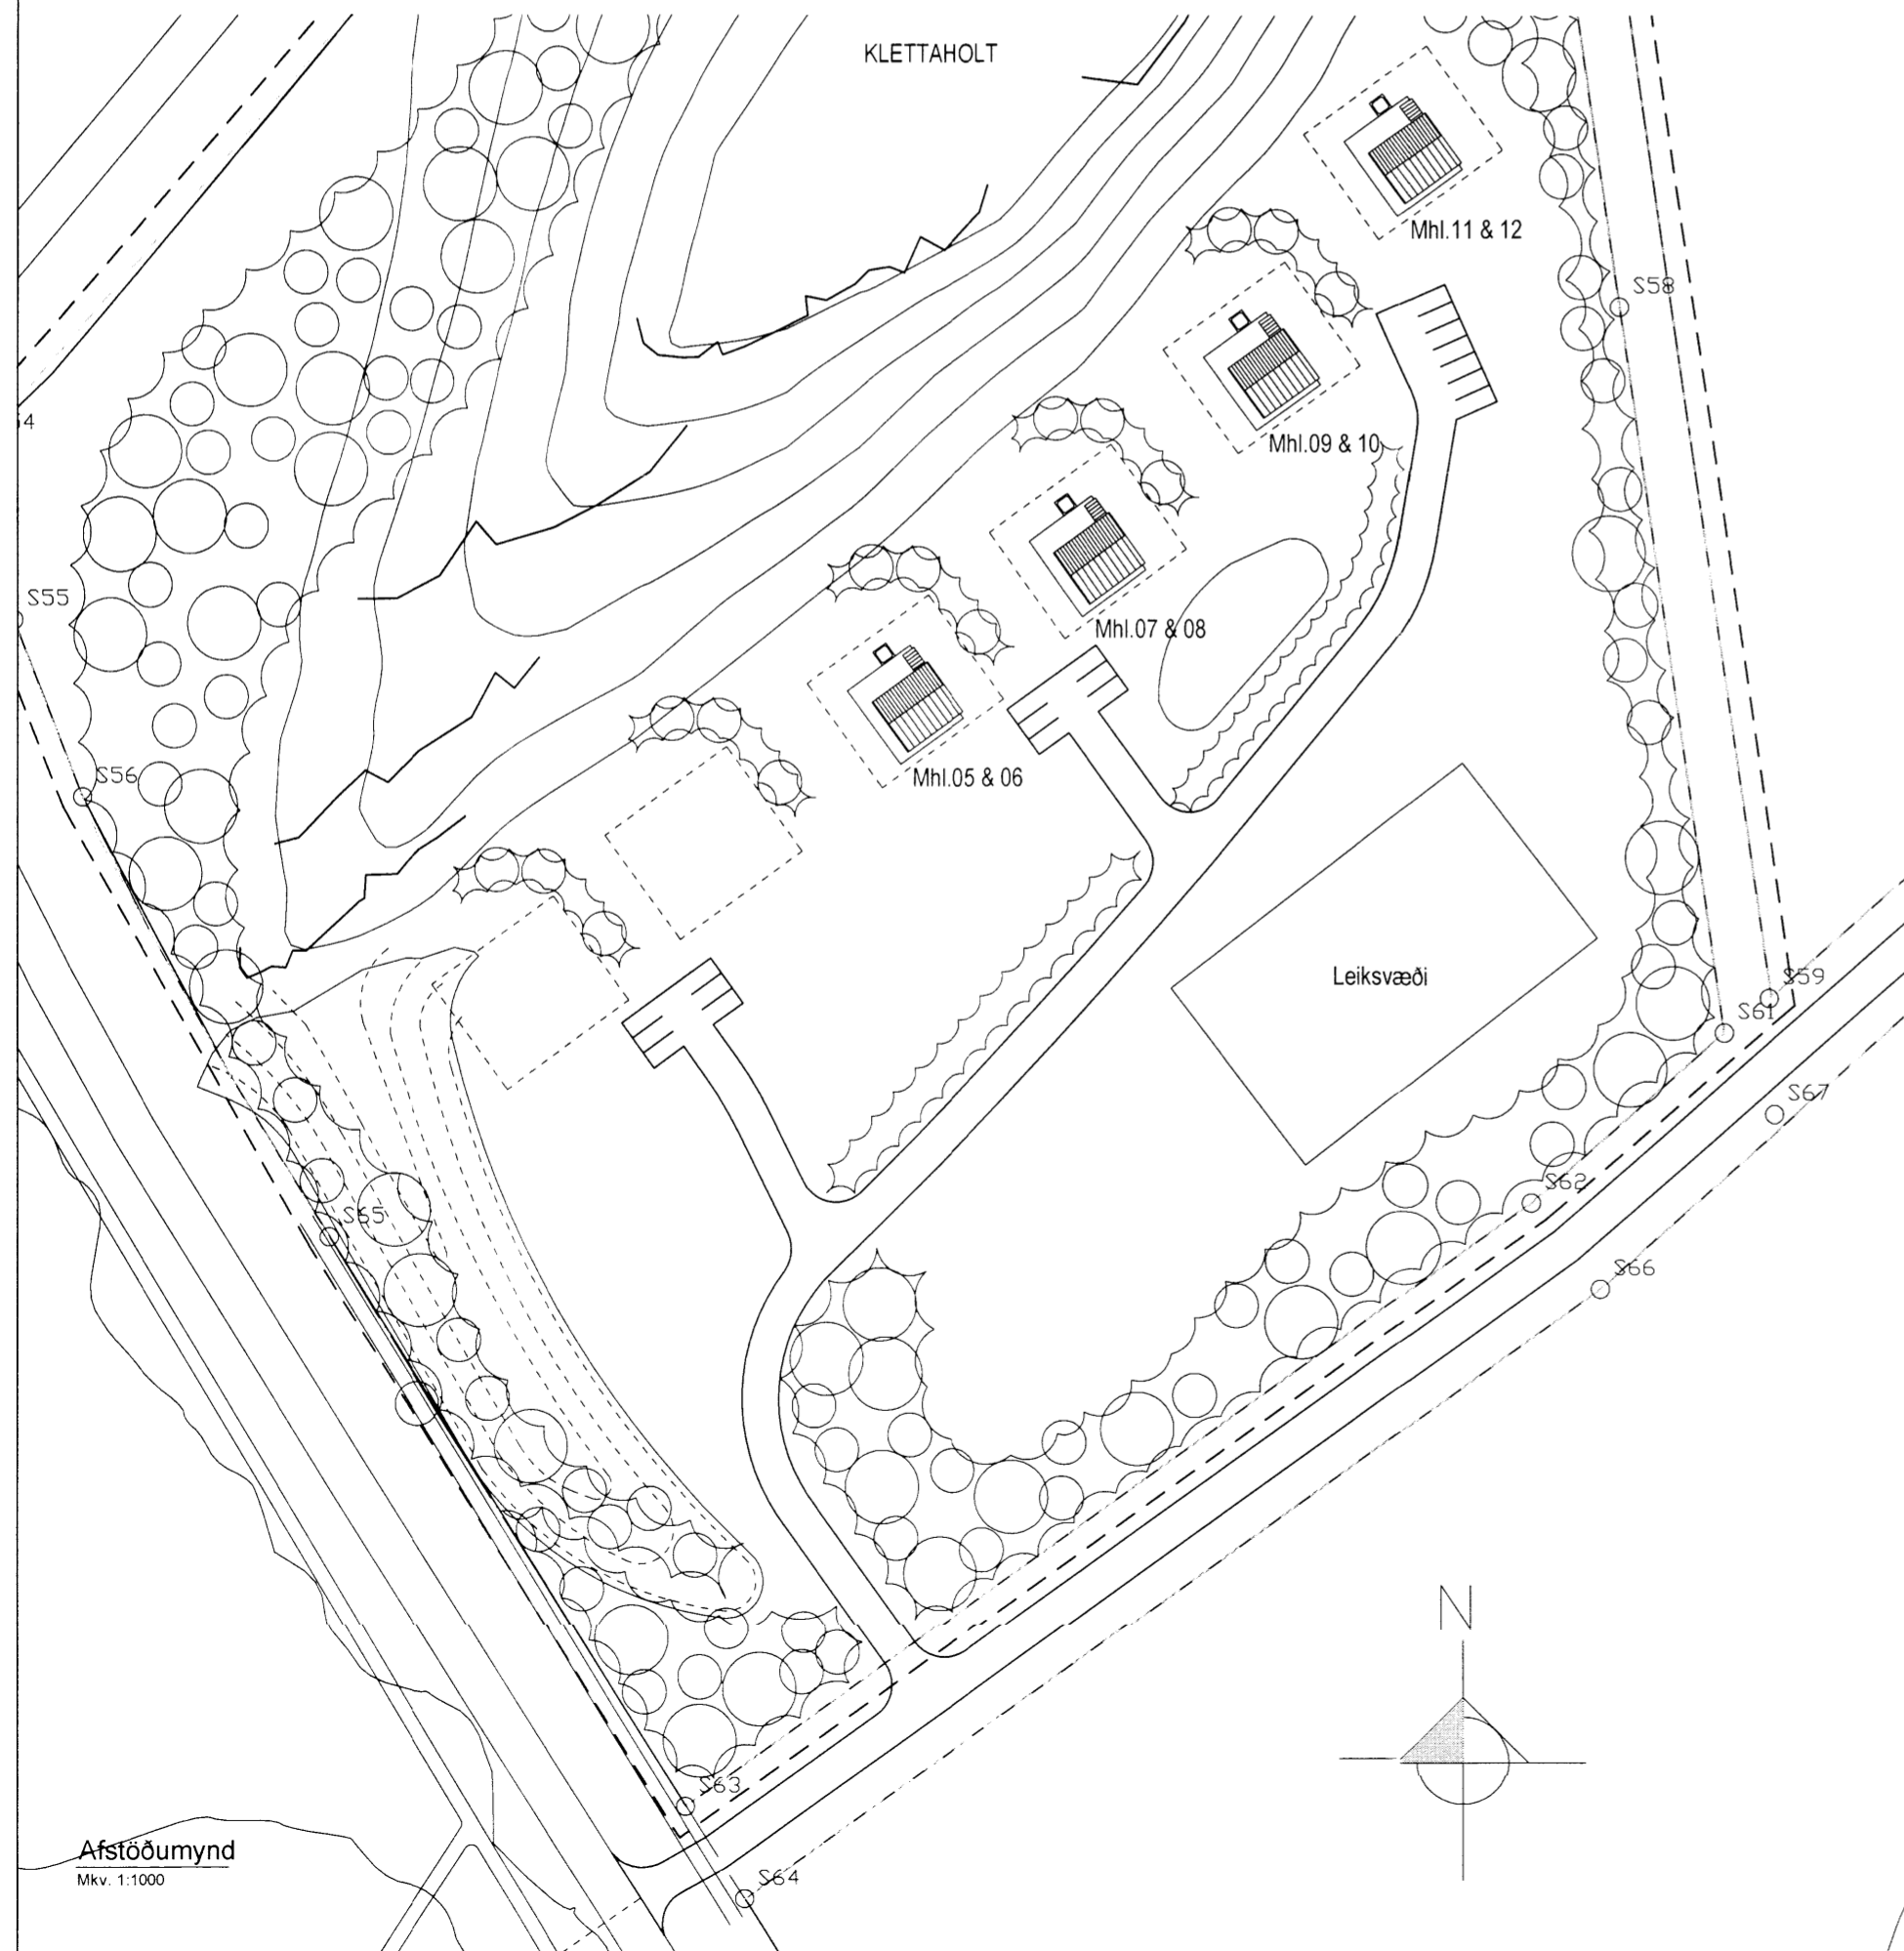 KLETTAHOLT
Mhl.11 & 12
S58
Mhl.09 & 10
S55
Mhl.07 & 08
S56
Mhl.05 & 06
Leiksvæði
S59
S61
S67
S62
S65
S66
N
S63
Afstöðumynd
Mkv. 1:1000
S64